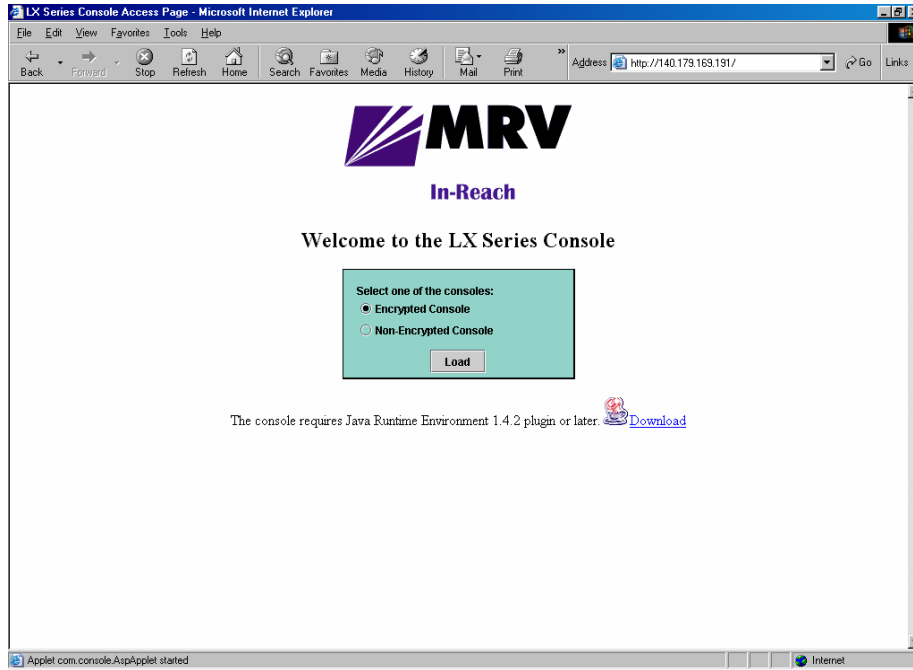 LX Series Console Access Page - Microsoft Internet Explorer
File Edit View Favorites Tools Help
Back Forward Stop Refresh Home Search Favorites Media History Mail Print » Address http://140.179.169.191/ Go Links
MRV
In-Reach
Welcome to the LX Series Console
Select one of the consoles:
Encrypted Console
Non-Encrypted Console
Load
The console requires Java Runtime Environment 1.4.2 plugin or later. Download
Applet com.console.AspApplet started Internet